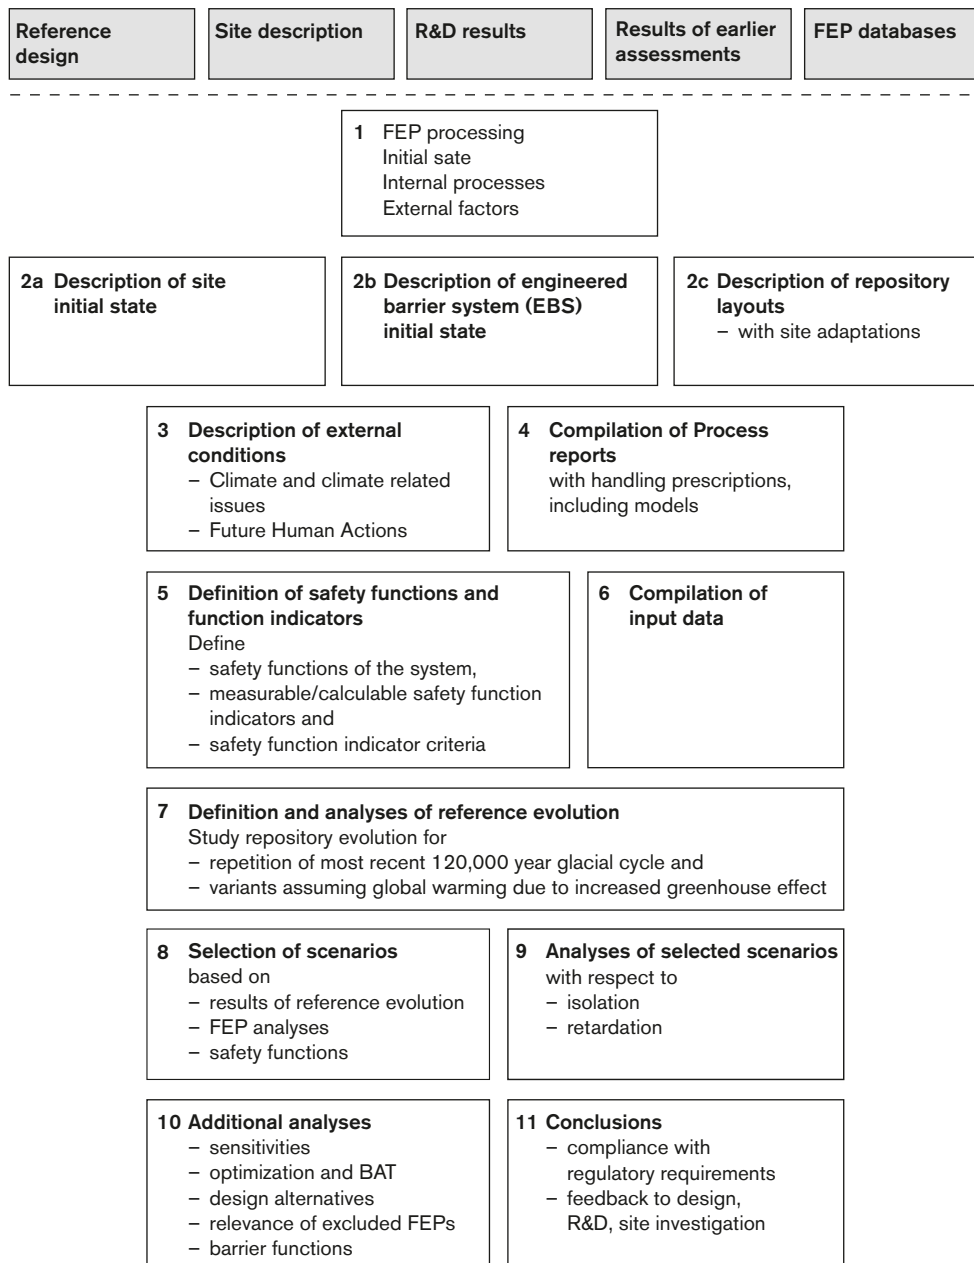 Reference
design
Site description
R&D results
Results of earlier
assessments
FEP databases
1 FEP processing
Initial sate
Internal processes
External factors
2a Description of site
initial state
2b Description of engineered
barrier system (EBS)
initial state
2c Description of repository
layouts
– with site adaptations
3 Description of external
conditions
– Climate and climate related
issues
– Future Human Actions
4 Compilation of Process
reports
with handling prescriptions,
including models
5 Definition of safety functions and
function indicators
Define
– safety functions of the system,
– measurable/calculable safety function
indicators and
– safety function indicator criteria
6 Compilation of
input data
7 Definition and analyses of reference evolution
Study repository evolution for
– repetition of most recent 120,000 year glacial cycle and
– variants assuming global warming due to increased greenhouse effect
8 Selection of scenarios
based on
– results of reference evolution
– FEP analyses
– safety functions
9 Analyses of selected scenarios
with respect to
– isolation
– retardation
10 Additional analyses
– sensitivities
– optimization and BAT
– design alternatives
– relevance of excluded FEPs
– barrier functions
11 Conclusions
– compliance with
regulatory requirements
– feedback to design,
R&D, site investigation